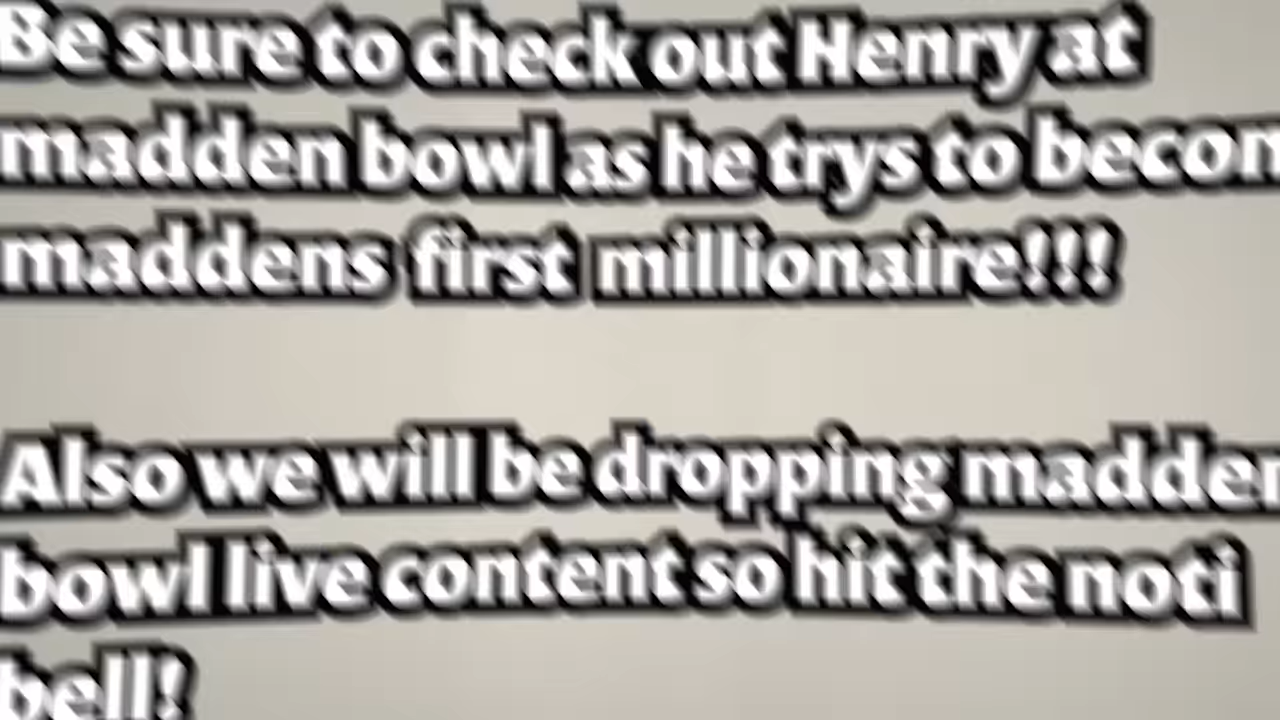 Be sure to check out Henry at
madden bowl as he trys to becom
maddens first millionaire!!!
Also we will be dropping madden
bowl live content so hit the noti
bell!